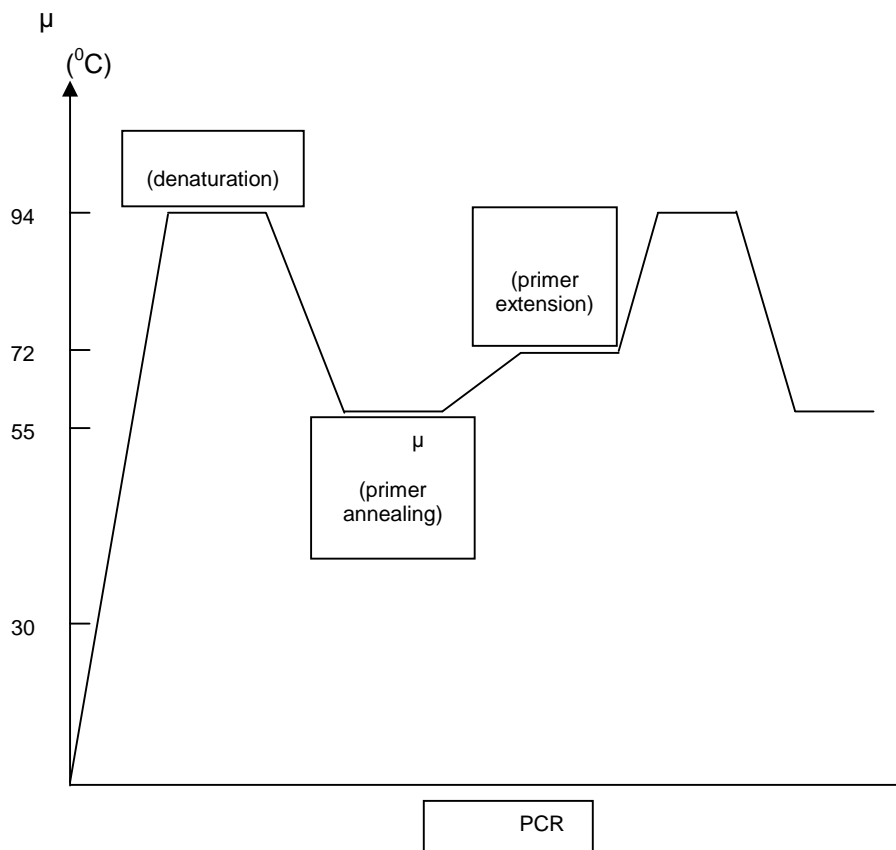 µ
(⁰C)
(denaturation)
94
(primer
extension)
72
55
µ
(primer
annealing)
30
PCR